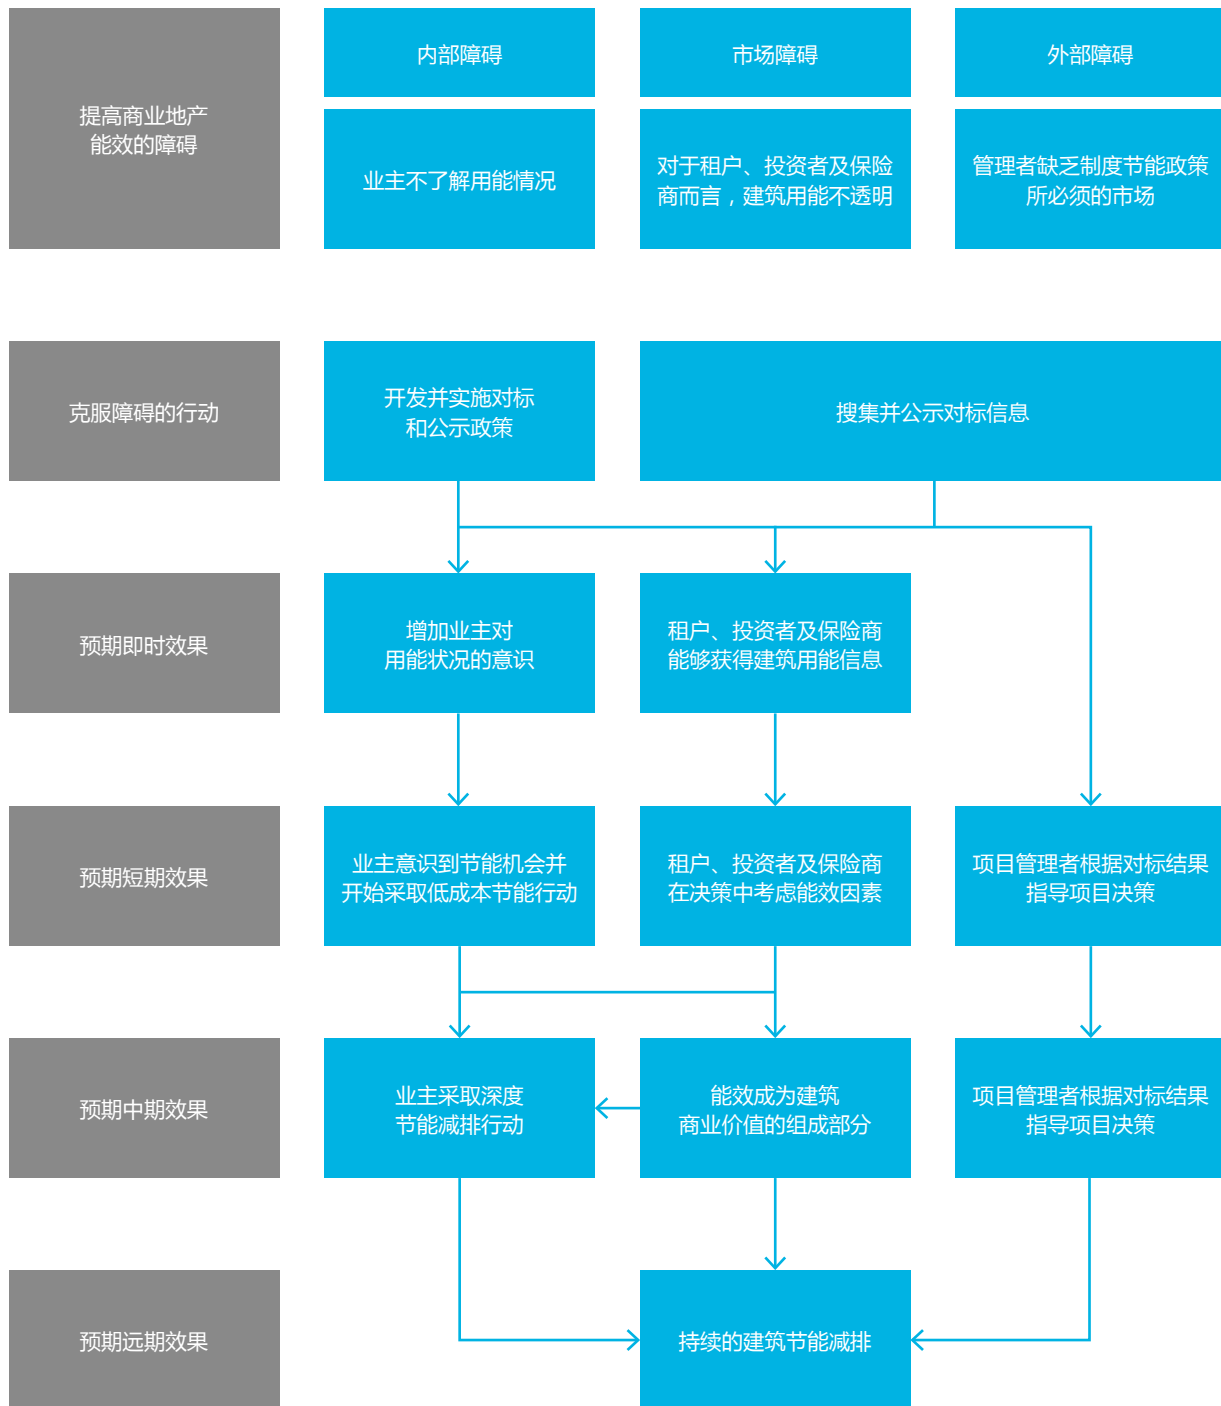 提高商业地产
能效的障碍
内部障碍
市场障碍
外部障碍
业主不了解用能情况
对于租户、投资者及保险
商而言，建筑用能不透明
管理者缺乏制度节能政策
所必须的市场
克服障碍的行动
开发并实施对标
和公示政策
搜集并公示对标信息
预期即时效果
增加业主对
用能状况的意识
租户、投资者及保险商
能够获得建筑用能信息
预期短期效果
业主意识到节能机会并
开始采取低成本节能行动
租户、投资者及保险商
在决策中考虑能效因素
项目管理者根据对标结果
指导项目决策
预期中期效果
业主采取深度
节能减排行动
能效成为建筑
商业价值的组成部分
项目管理者根据对标结果
指导项目决策
预期远期效果
持续的建筑节能减排